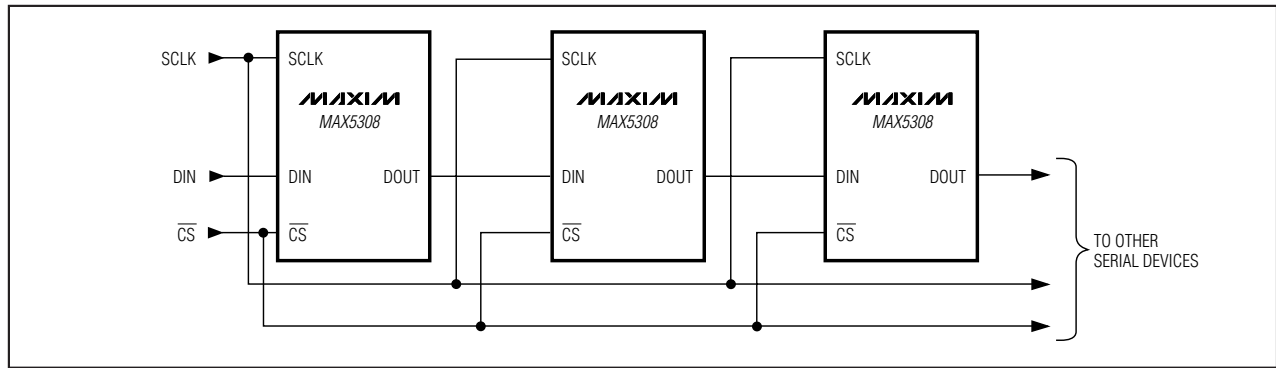 SCLK
SCLK
MAXIM
MAX5308
DIN
DIN
DOUT
CS
CS
SCLK
MAXIM
MAX5308
DIN
DOUT
CS
SCLK
MAXIM
MAX5308
DIN
DOUT
CS
TO OTHER
SERIAL DEVICES